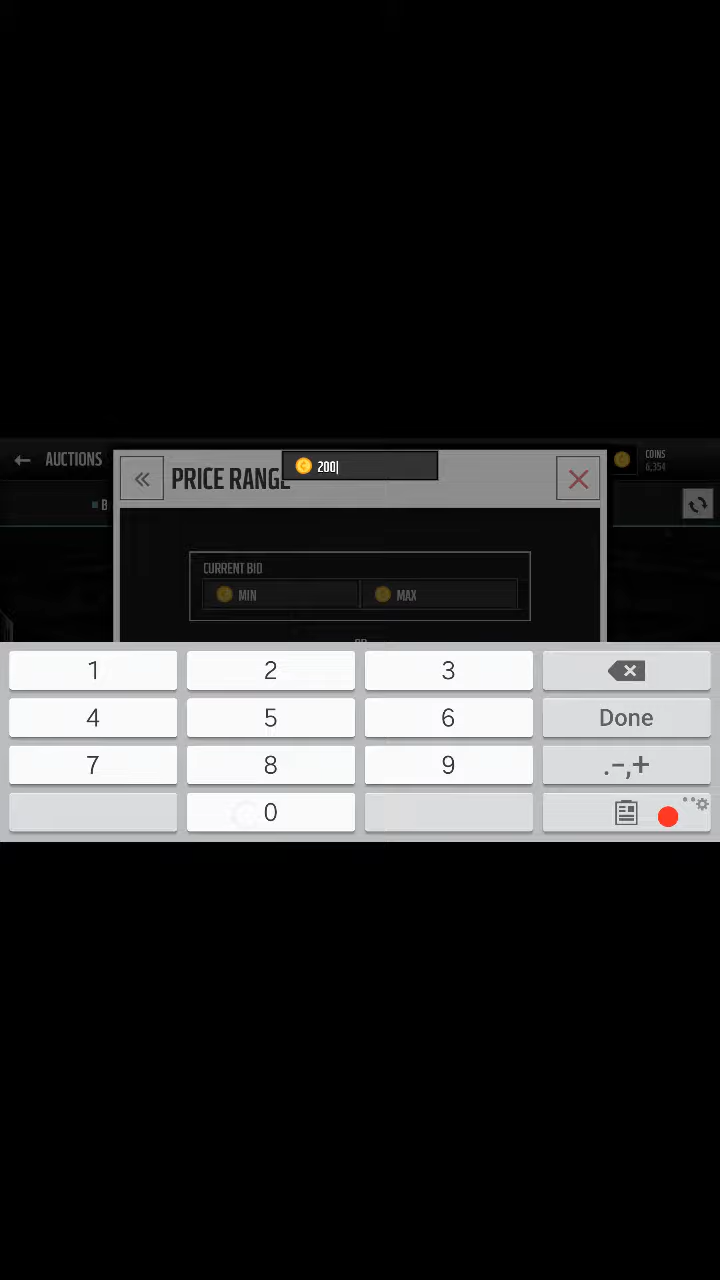 AUCTIONS
PRICE RANGE
200
COINS
6,354
B
CURRENT BID
MIN
MAX
OR
1
2
3
4
5
6
Done
7
8
9
.-,+
0